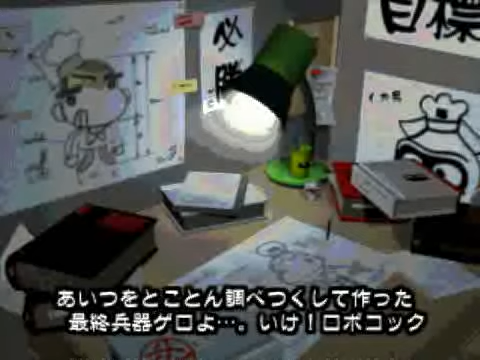 必勝
目標
あいつをとことん調べつくして作った
最終兵器ゲロよ…。いけ！ロボコック